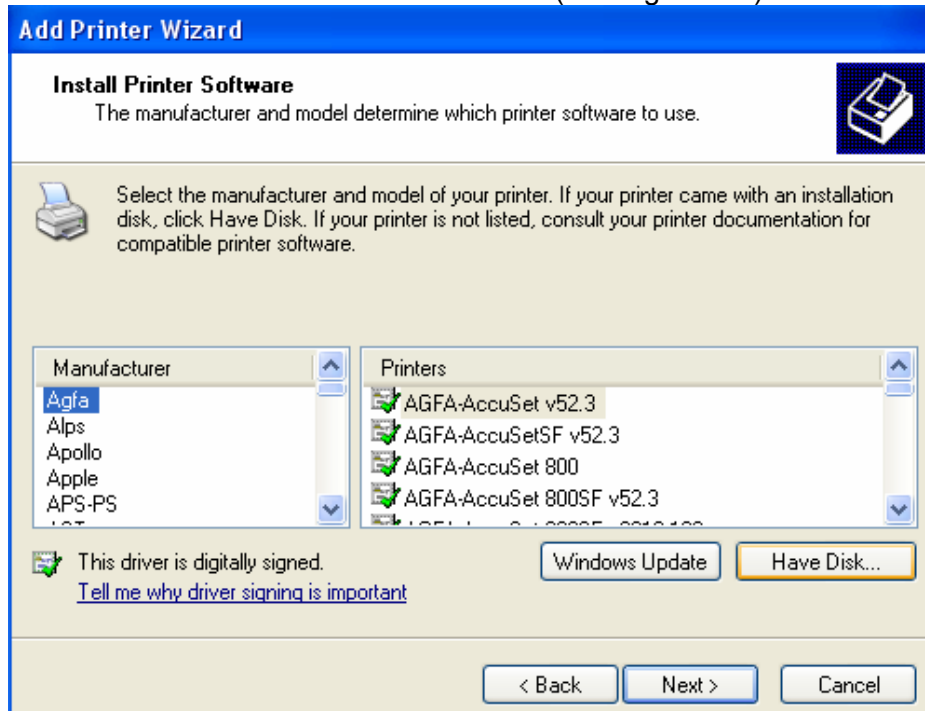 Add Printer Wizard
Install Printer Software
The manufacturer and model determine which printer software to use.
Select the manufacturer and model of your printer. If your printer came with an installation
disk, click Have Disk. If your printer is not listed, consult your printer documentation for
compatible printer software.
Manufacturer
Agfa
Alps
Apollo
Apple
APS-PS
Printers
AGFA-AccuSet v52.3
AGFA-AccuSetSF v52.3
AGFA-AccuSet 800
AGFA-AccuSet 800SF v52.3
This driver is digitally signed.
Tell me why driver signing is important
Windows Update
Have Disk...
< Back
Next >
Cancel